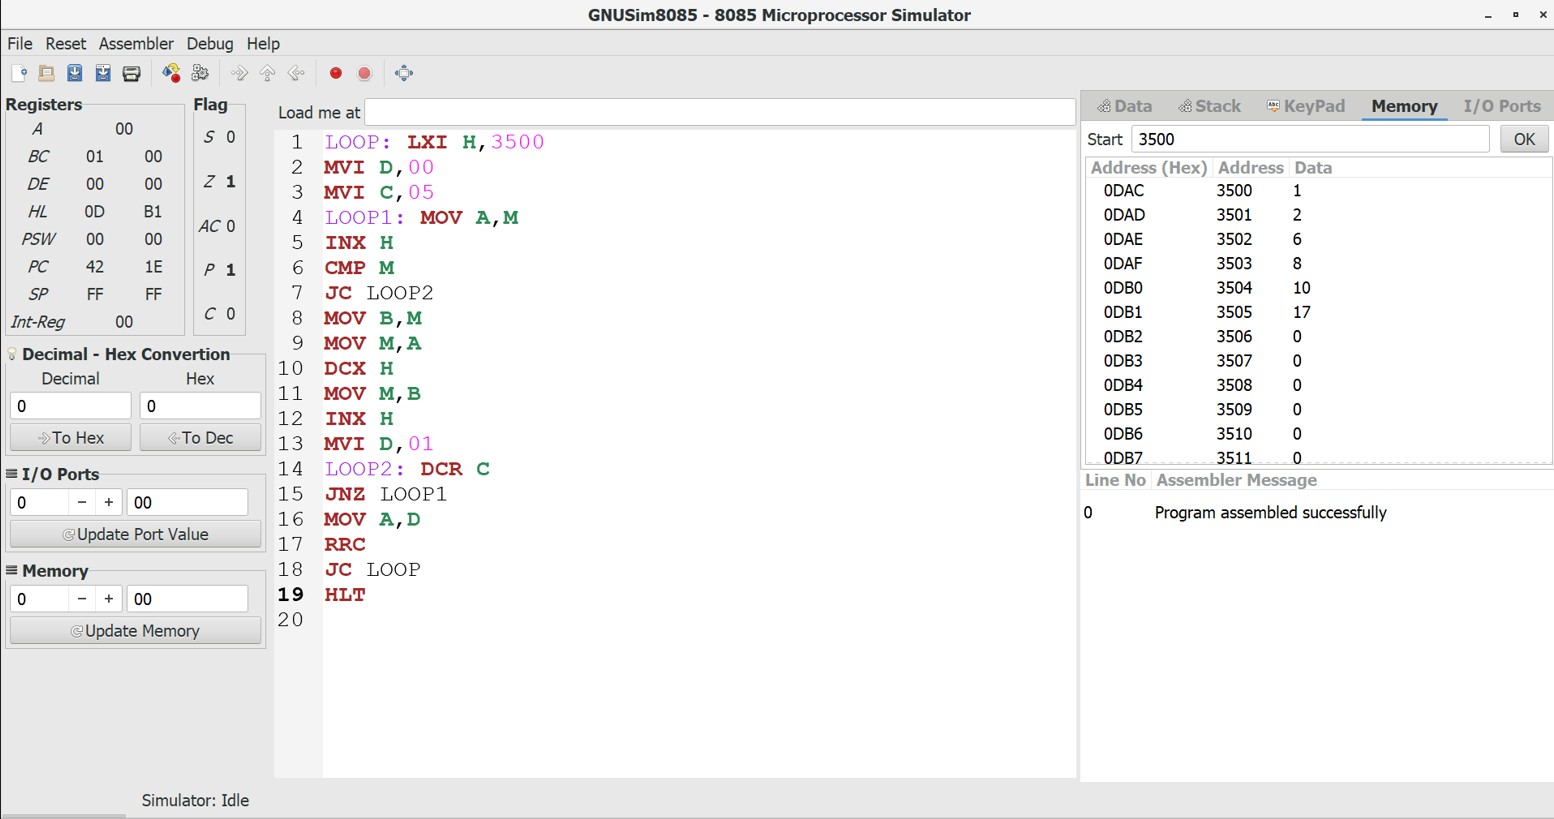 GNUSim8085 - 8085 Microprocessor Simulator
File Reset Assembler Debug Help
Registers
A 00
BC 01 00
DE 00 00
HL 0D B1
PSW 00 00
PC 42 1E
SP FF FF
Int-Reg 00
Flag
S 0
Z 1
AC 0
P 1
C 0
Decimal - Hex Convertion
Decimal Hex
0 0
To Hex To Dec
I/O Ports
0 - + 00
Update Port Value
Memory
0 - + 00
Update Memory
Load me at
1 LOOP: LXI H,3500
2 MVI D,00
3 MVI C,05
4 LOOP1: MOV A,M
5 INX H
6 CMP M
7 JC LOOP2
8 MOV B,M
9 MOV M,A
10 DCX H
11 MOV M,B
12 INX H
13 MVI D,01
14 LOOP2: DCR C
15 JNZ LOOP1
16 MOV A,D
17 RRC
18 JC LOOP
19 HLT
20
Data Stack Abc KeyPad Memory I/O Ports
Start 3500 OK
Address (Hex) Address Data
0DAC 3500 1
0DAD 3501 2
0DAE 3502 6
0DAF 3503 8
0DB0 3504 10
0DB1 3505 17
0DB2 3506 0
0DB3 3507 0
0DB4 3508 0
0DB5 3509 0
0DB6 3510 0
0DB7 3511 0
Line No Assembler Message
0 Program assembled successfully
Simulator: Idle